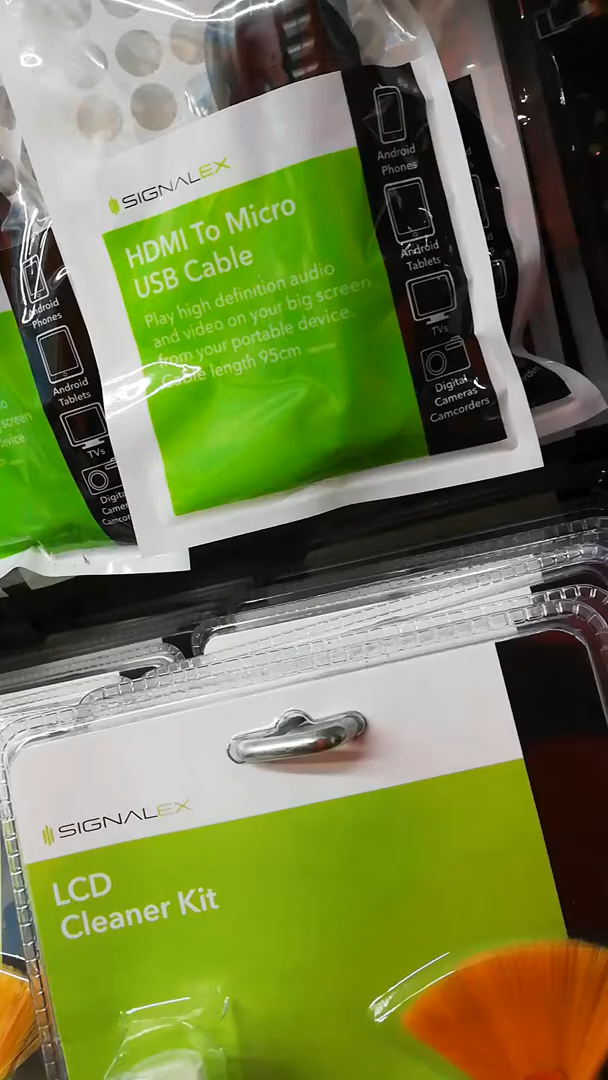 SIGNALEX
HDMI To Micro
USB Cable
Play high definition audio
and video on your big screen
from your portable device.
Cable length 95cm
Android
Phones
Android
Tablets
TVs
Digital
Cameras
Camcorders
Android
Phones
Android
Tablets
TVs
screen
SIGNALEX
LCD
Cleaner Kit